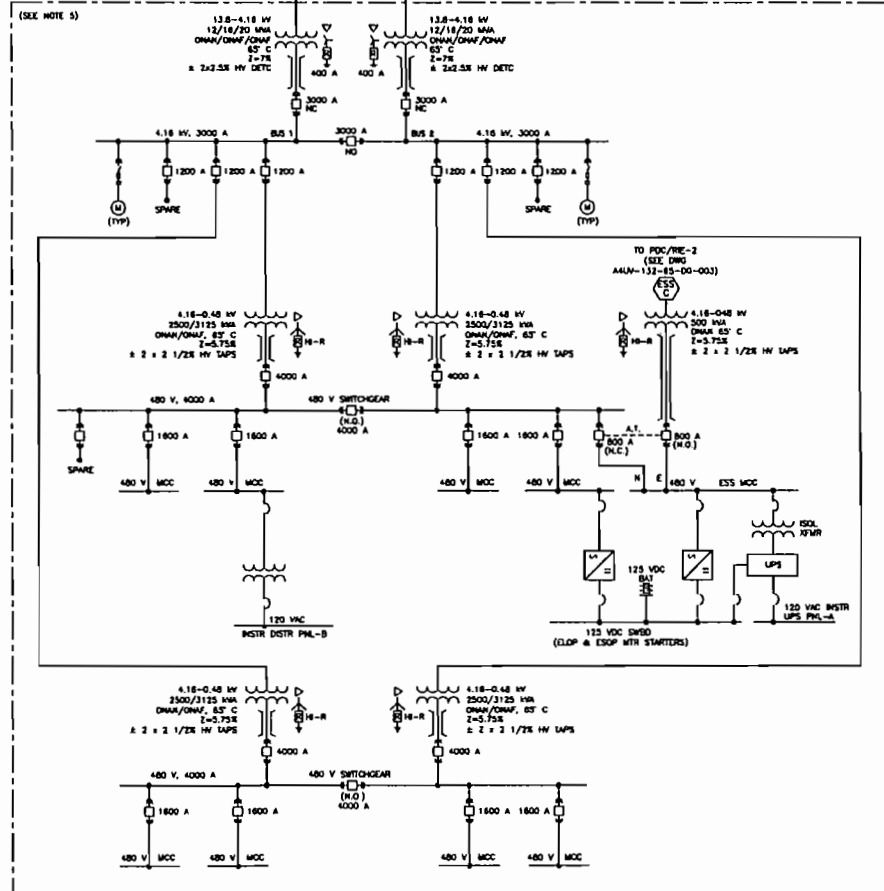 (SEE NOTE 5)
13.8-4.16 kV
12/16/20 MVA
ONAN/ONAF/ONAF
65° C
Z=7%
± 2x2.5% HV DETC
400 A
3000 A
NC
13.8-4.16 kV
12/16/20 MVA
ONAN/ONAF/ONAF
65° C
Z=7%
± 2x2.5% HV DETC
400 A
3000 A
NC
4.16 kV, 3000 A
BUS 1
3000 A
NO
BUS 2
4.16 kV, 3000 A
1200 A
1200 A
1200 A
1200 A
1200 A
1200 A
M
(TYP)
SPARE
SPARE
M
(TYP)
TO PDC/RIE-2
(SEE DWG
A4UV-132-85-DG-003)
ESS
C
4.16-0.48 kV
2500/3125 kVA
ONAN/ONAF, 65° C
Z=5.75%
± 2 x 2 1/2% HV TAPS
HI-R
4000 A
4.16-0.48 kV
2500/3125 kVA
ONAN/ONAF, 65° C
Z=5.75%
± 2 x 2 1/2% HV TAPS
HI-R
4000 A
4.16-048 kV
500 kVA
ONAN 65° C
Z=5.75%
± 2 x 2 1/2% HV TAPS
HI-R
480 V, 4000 A
480 V SWITCHGEAR
(N.O.)
4000 A
SPARE
1600 A
1600 A
1600 A
1600 A
800 A
(N.C.)
A.T.
800 A
(N.O.)
480 V MCC
480 V MCC
480 V MCC
480 V MCC
N
E
480 V
ESS MCC
ISOL
XFMR
UPS
125 VDC
BAT
120 VAC
INSTR DISTR PNL-B
125 VDC SWBD
(ELOP & ESOP MTR STARTERS)
120 VAC INSTR
UPS PNL-A
4.16-0.48 kV
2500/3125 kVA
ONAN/ONAF, 65° C
Z=5.75%
± 2 x 2 1/2% HV TAPS
HI-R
4000 A
4.16-0.48 kV
2500/3125 kVA
ONAN/ONAF, 65° C
Z=5.75%
± 2 x 2 1/2% HV TAPS
HI-R
4000 A
480 V, 4000 A
480 V SWITCHGEAR
(N.O)
4000 A
1600 A
1600 A
1600 A
1600 A
480 V MCC
480 V MCC
480 V MCC
480 V MCC